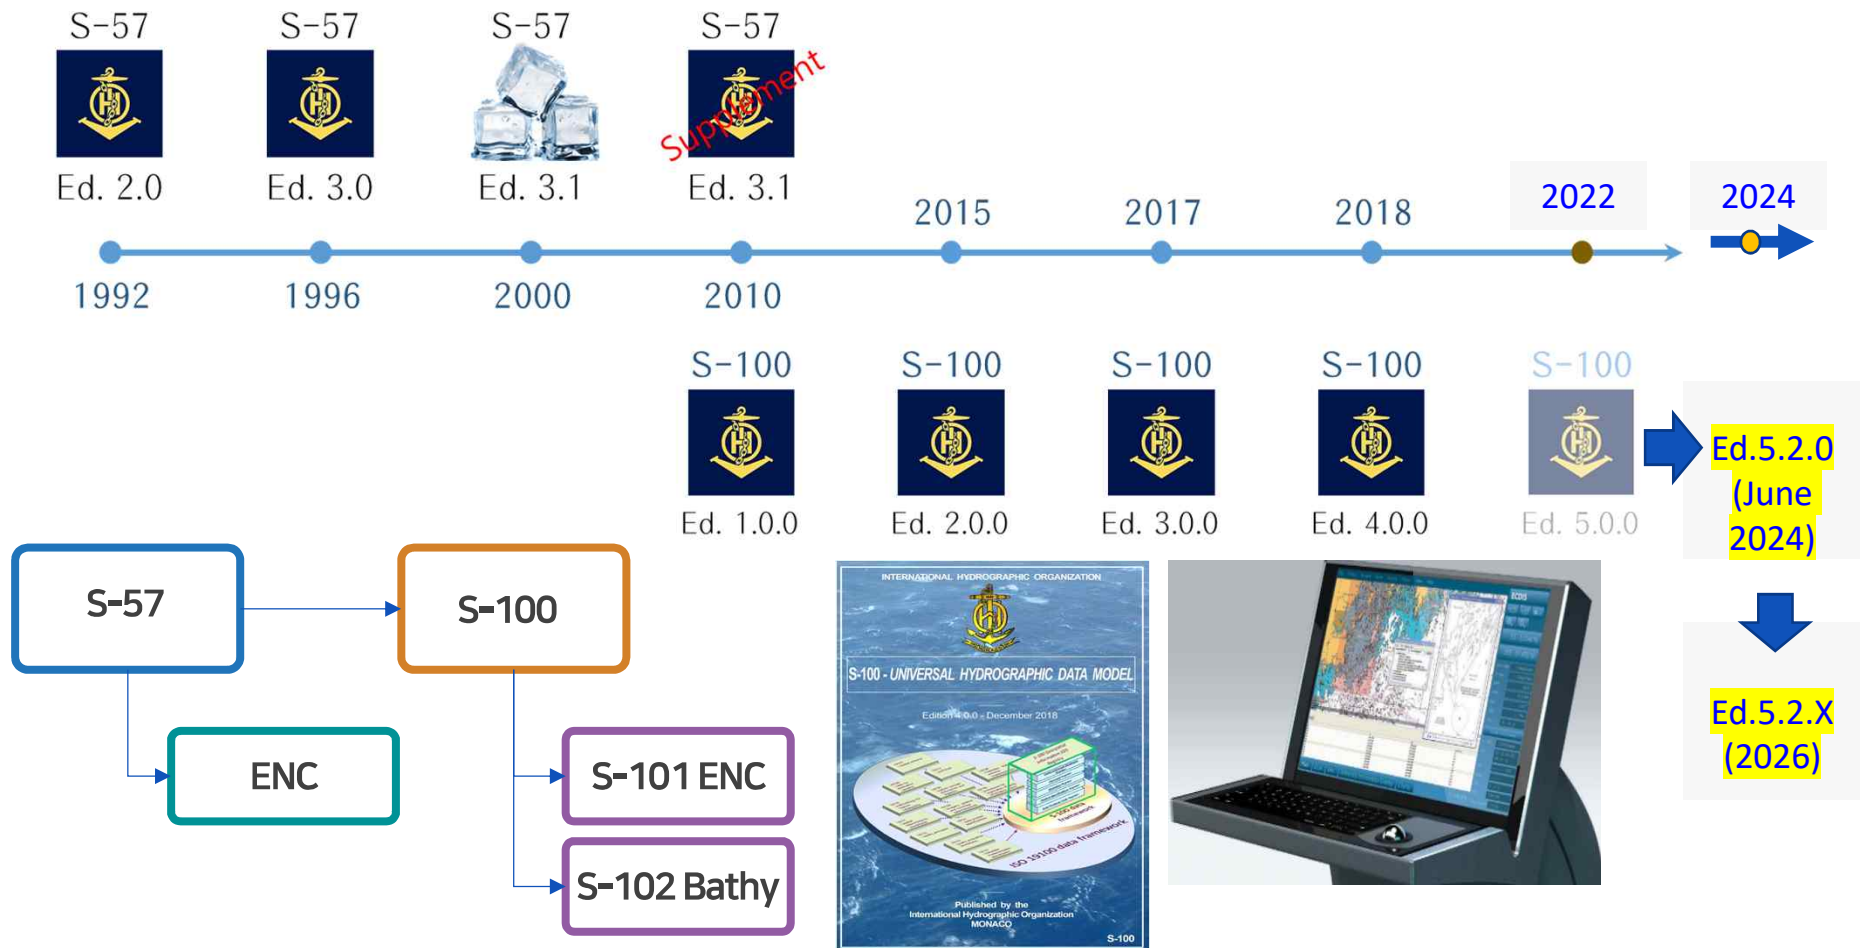 S-57
S-57
S-57
S-57
Supplement
Ed. 2.0
Ed. 3.0
Ed. 3.1
Ed. 3.1
2015
2017
2018
2022
2024
1992
1996
2000
2010
S-100
S-100
S-100
S-100
S-100
Ed. 1.0.0
Ed. 2.0.0
Ed. 3.0.0
Ed. 4.0.0
Ed. 5.0.0
Ed.5.2.0
(June
2024)
Ed.5.2.X
(2026)
S-57
S-100
ENC
S-101 ENC
S-102 Bathy
INTERNATIONAL HYDROGRAPHIC ORGANIZATION
S-100 - UNIVERSAL HYDROGRAPHIC DATA MODEL
Edition 4.0.0 - December 2018
S-100 data
framework
ISO 19100 data framework
Published by the
International Hydrographic Organization
MONACO
S-100
ECDIS